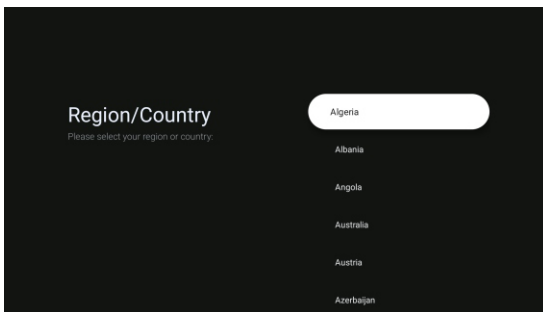 Region/Country
Please select your region or country:
Algeria
Albania
Angola
Australia
Austria
Azerbaijan